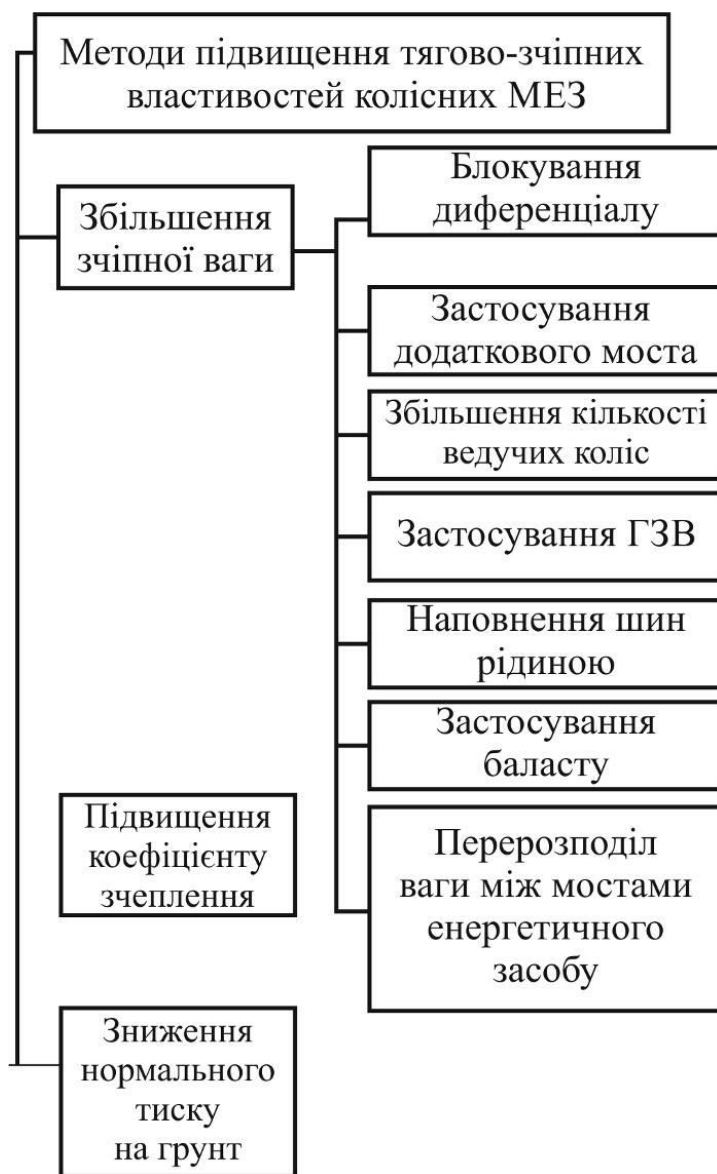 Методи підвищення тягово-зчіпних
властивостей колісних МЕЗ
Збільшення
зчіпної ваги
Блокування
диференціалу
Застосування
додаткового моста
Збільшення кількості
ведучих коліс
Застосування ГЗВ
Наповнення шин
рідиною
Застосування
баласту
Перерозподіл
ваги між мостами
енергетичного
засобу
Підвищення
коефіцієнту
зчеплення
Зниження
нормального
тиску
на грунт